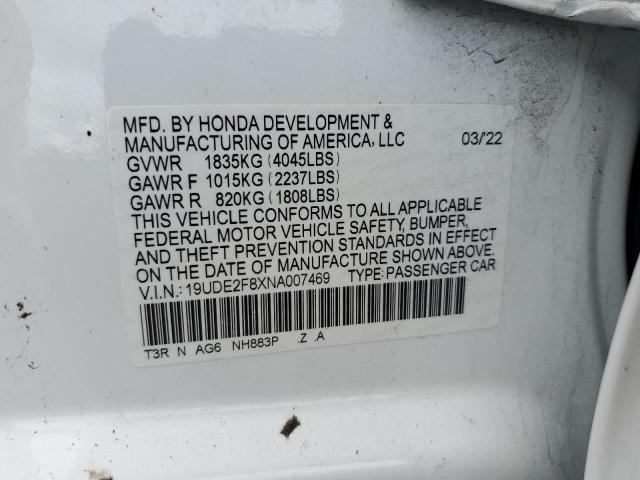 MFD. BY HONDA DEVELOPMENT &
MANUFACTURING OF AMERICA, LLC 03/'22
GVWR 1835KG (4045LBS)
GAWR F 1015KG (2237LBS)
GAWR R 820KG (1808LBS)
THIS VEHICLE CONFORMS TO ALL APPLICABLE
FEDERAL MOTOR VEHICLE SAFETY, BUMPER,
AND THEFT PREVENTION STANDARDS IN EFFECT
ON THE DATE OF MANUFACTURE SHOWN ABOVE
V.I.N.: 19UDE2F8XNA007469 TYPE: PASSENGER CAR
T3R N AG6 NH883P .Z .A